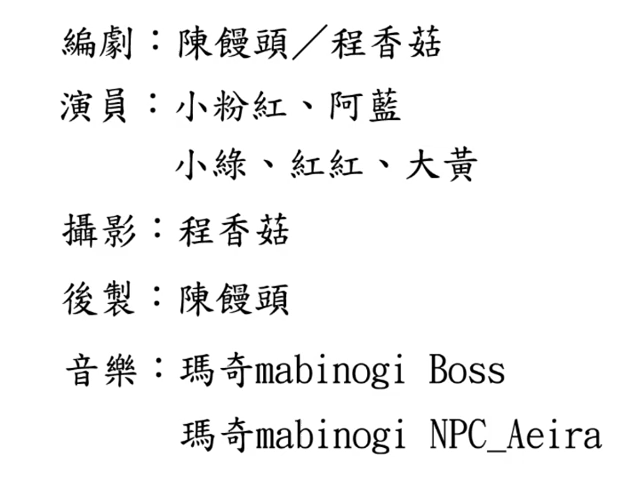 編劇：陳饅頭／程香菇
演員：小粉紅、阿藍
小綠、紅紅、大黃
攝影：程香菇
後製：陳饅頭
音樂：瑪奇mabinogi Boss
瑪奇mabinogi NPC_Aeira